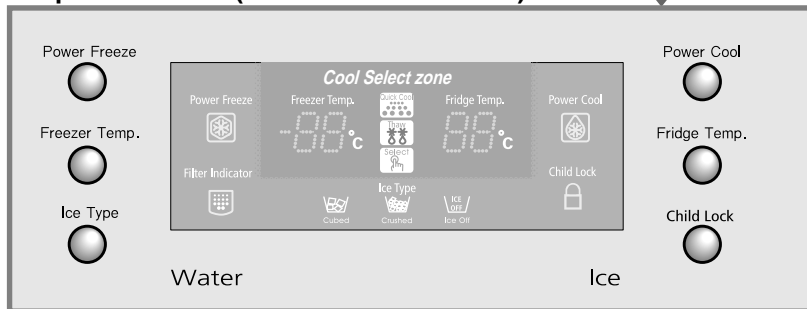 Power Freeze
Power Cool
Cool Select zone
Power Freeze
Freezer Temp.
Quick Cool
Fridge Temp.
Power Cool
-88°c
88°c
Freezer Temp.
Thaw
Fridge Temp.
Select
Filter Indicator
Child Lock
Ice Type
Ice Type
ICE
OFF
Child Lock
Cubed
Crushed
Ice Off
Water
Ice